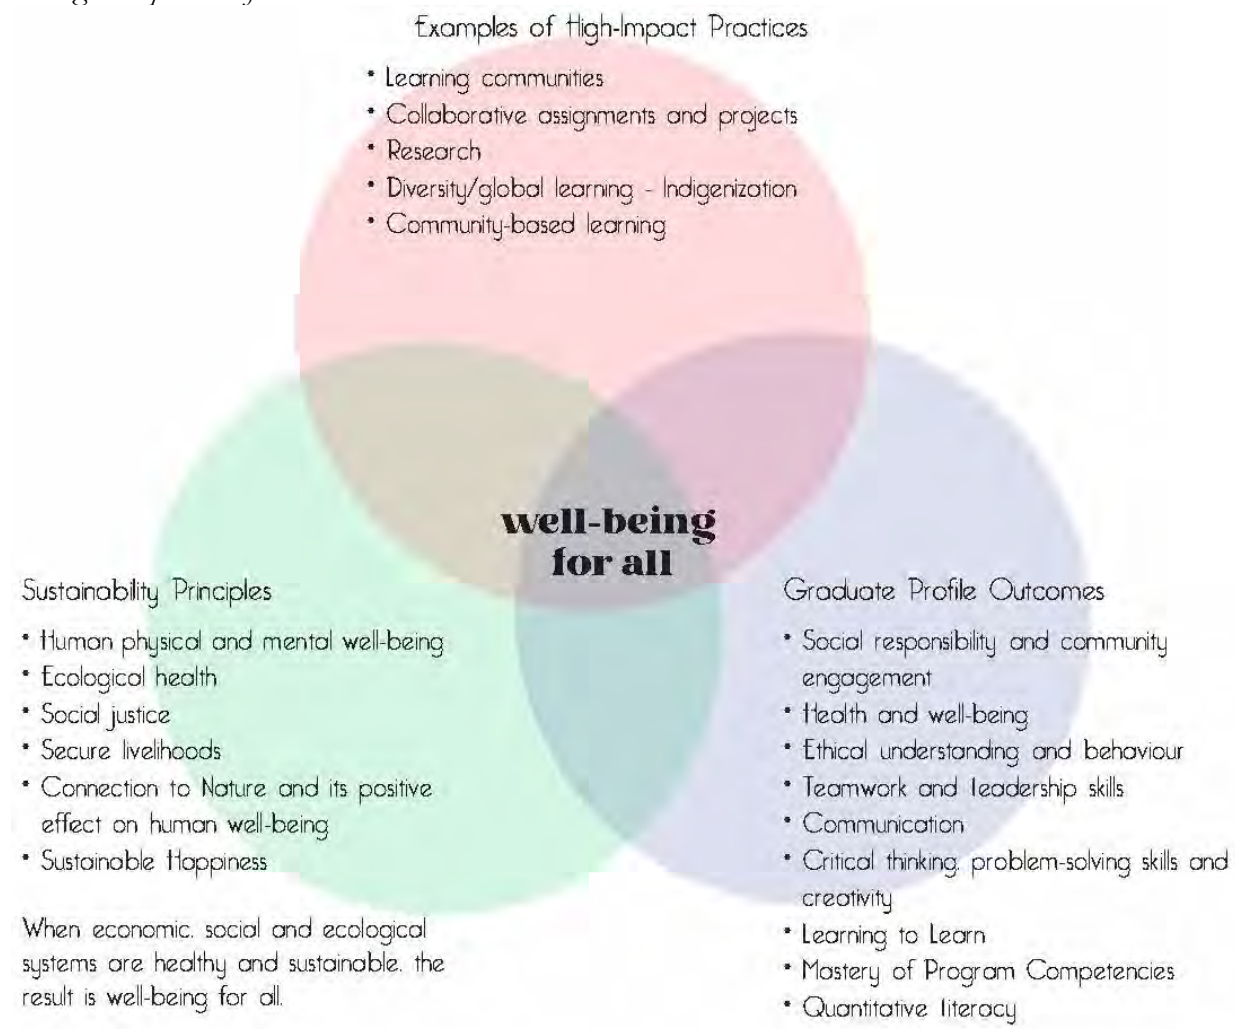 Examples of High-Impact Practices
• Learning communities
• Collaborative assignments and projects
• Research
• Diversity/global learning - Indigenization
• Community-based learning
well-being
for all
Sustainability Principles
• Human physical and mental well-being
• Ecological health
• Social justice
• Secure livelihoods
• Connection to Nature and its positive
effect on human well-being
• Sustainable Happiness
When economic, social and ecological
systems are healthy and sustainable, the
result is well-being for all.
Graduate Profile Outcomes
• Social responsibility and community
engagement
• Health and well-being
• Ethical understanding and behaviour
• Teamwork and leadership skills
• Communication
• Critical thinking, problem-solving skills and
creativity
• Learning to Learn
• Mastery of Program Competencies
• Quantitative literacy